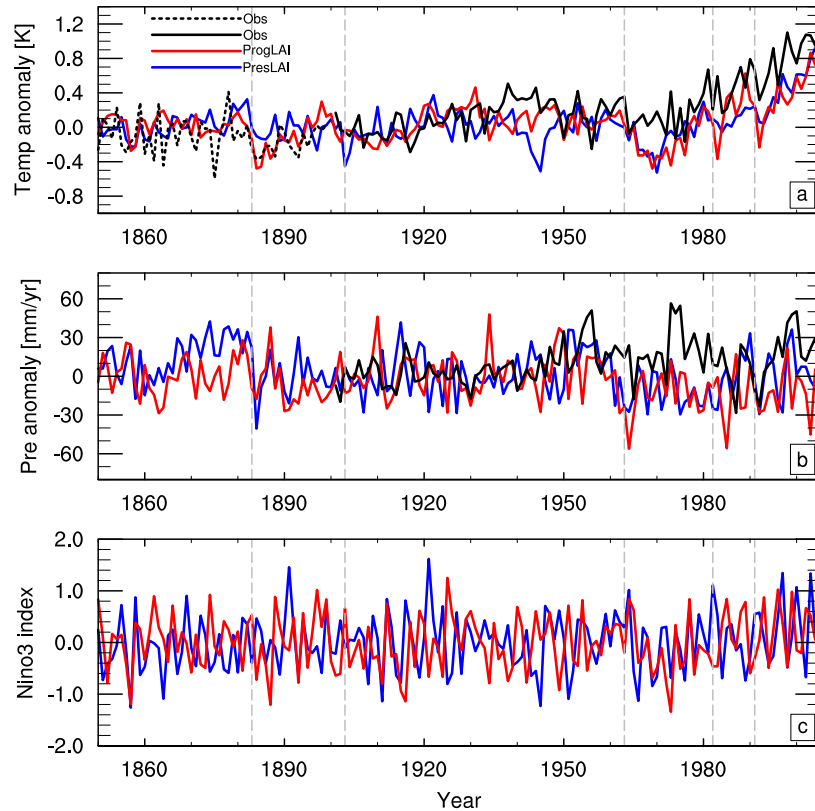 Obs
Obs
ProgLAI
PresLAI
Temp anomaly [K]
1.2
0.8
0.4
0.0
-0.4
-0.8
a
1860 1890 1920 1950 1980
Pre anomaly [mm/yr]
60
30
0
-30
-60
b
1860 1890 1920 1950 1980
Nino3 index
2.0
1.0
0.0
-1.0
-2.0
c
1860 1890 1920 1950 1980
Year